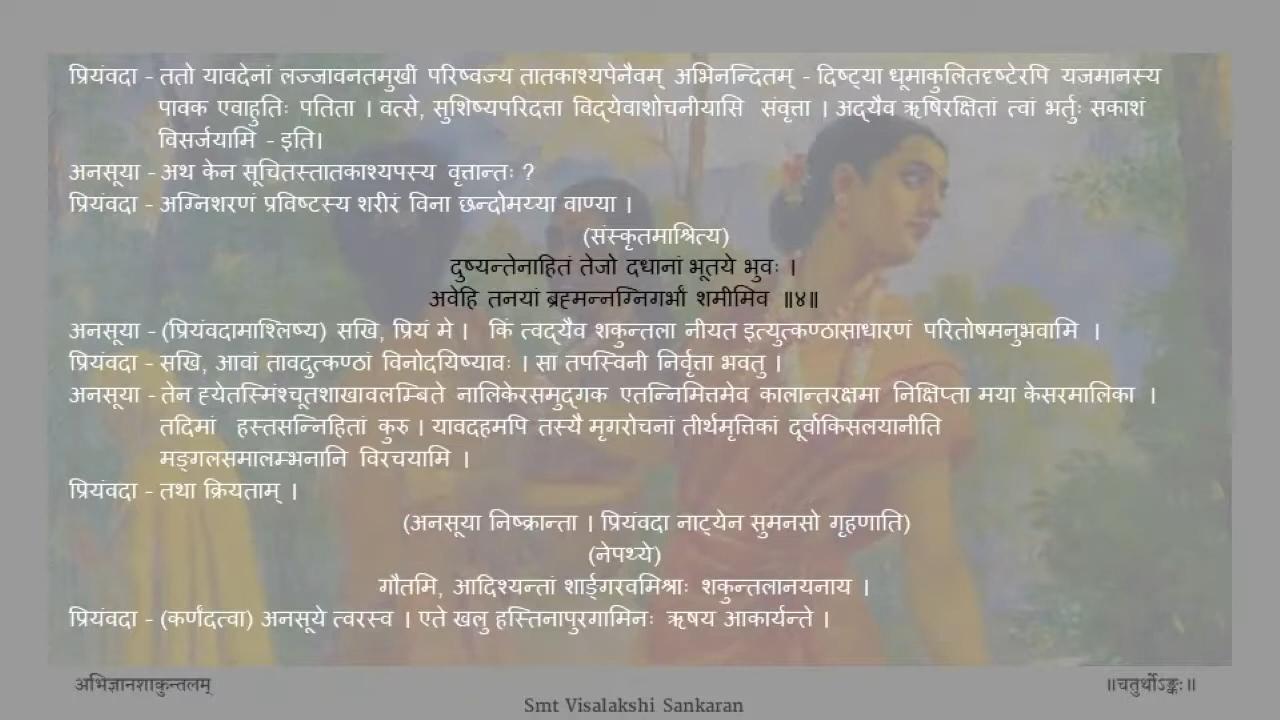 प्रियंवदा - ततो यावदेनां लज्जावनतमुखीं परिष्वज्य तातकाश्यपेनैवम् अभिनन्दितम् - दिष्ट्या धूमाकुलितदृष्टेरपि यजमानस्य
पावक एवाहुतिः पतिता । वत्से, सुशिष्यपरिदत्ता विद्येवाशोचनीयासि संवृत्ता । अद्यैव ऋषिरक्षितां त्वां भर्तुः सकाशं
विसर्जयामि - इति।
अनसूया - अथ केन सूचितस्तातकाश्यपस्य वृत्तान्तः ?
प्रियंवदा - अग्निशरणं प्रविष्टस्य शरीरं विना छन्दोमय्या वाण्या ।
(संस्कृतमाश्रित्य)
दुष्यन्तेनाहितं तेजो दधानां भूतये भुवः ।
अवेहि तनयां ब्रह्मन्नग्निगर्भां शमीमिव ॥४॥
अनसूया - (प्रियंवदामाश्लिष्य) सखि, प्रियं मे । किं त्वद्यैव शकुन्तला नीयत इत्युत्कण्ठासाधारणं परितोषमनुभवामि ।
प्रियंवदा - सखि, आवां तावदुत्कण्ठां विनोदयिष्यावः । सा तपस्विनी निर्वृत्ता भवतु ।
अनसूया - तेन ह्येतस्मिंश्चूतशाखावलम्बिते नालिकेरसमुद्गक एतन्निमित्तमेव कालान्तरक्षमा निक्षिप्ता मया केसरमालिका ।
तदिमां हस्तसन्निहितां कुरु । यावदहमपि तस्यै मृगरोचनां तीर्थमृत्तिकां दूर्वाकिसलयानीति
मङ्गलसमालम्भनानि विरचयामि ।
प्रियंवदा - तथा क्रियताम् ।
(अनसूया निष्क्रान्ता । प्रियंवदा नाट्येन सुमनसो गृहणाति)
(नेपथ्ये)
गौतमि, आदिश्यन्तां शार्ङ्गरवमिश्राः शकुन्तलानयनाय ।
प्रियंवदा - (कर्णंदत्वा) अनसूये त्वरस्व । एते खलु हस्तिनापुरगामिनः ऋषय आकार्यन्ते ।
अभिज्ञानशाकुन्तलम्
॥चतुर्थोऽङ्कः॥
Smt Visalakshi Sankaran